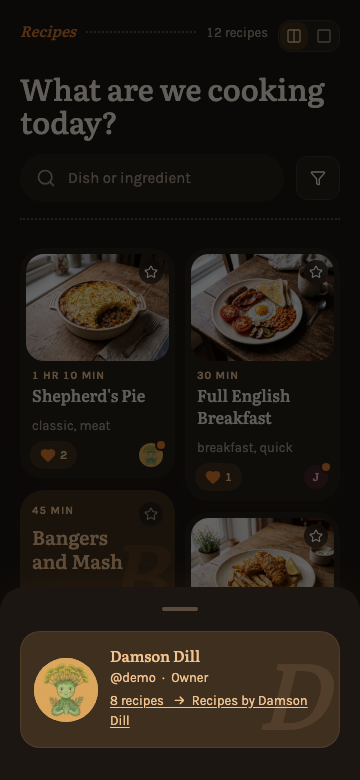 Recipes
12 recipes
What are we cooking
today?
Dish or ingredient
1 HR 10 MIN
Shepherd's Pie
classic, meat
2
30 MIN
Full English
Breakfast
breakfast, quick
1
J
45 MIN
Bangers
and Mash
B
Damson Dill
@demo · Owner
8 recipes → Recipes by Damson
Dill
D